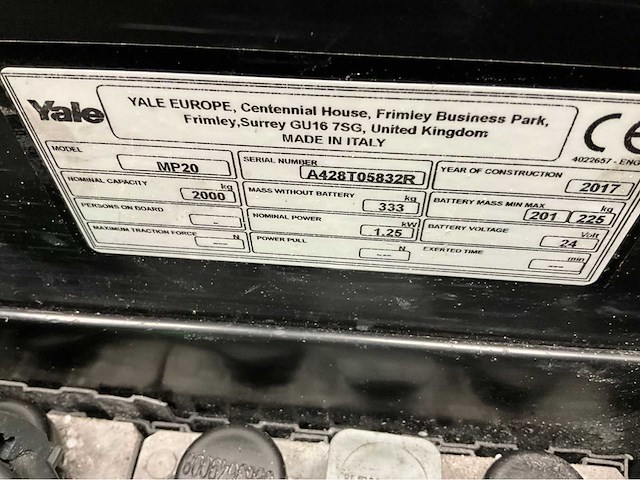 Yale
YALE EUROPE, Centennial House, Frimley Business Park,
Frimley,Surrey GU16 7SG, United Kingdom
MADE IN ITALY
CE
4022657 - ENG
MODEL
MP20
SERIAL NUMBER
A428T05832R
YEAR OF CONSTRUCTION
2017
NOMINAL CAPACITY
kg
2000
MASS WITHOUT BATTERY
kg
333
BATTERY MASS MIN MAX
kg
201 225
PERSONS ON BOARD
-
NOMINAL POWER
kW
1.25
BATTERY VOLTAGE
Volt
24
MAXIMUM TRACTION FORCE
N
---
POWER PULL
N
---
EXERTED TIME
min
---